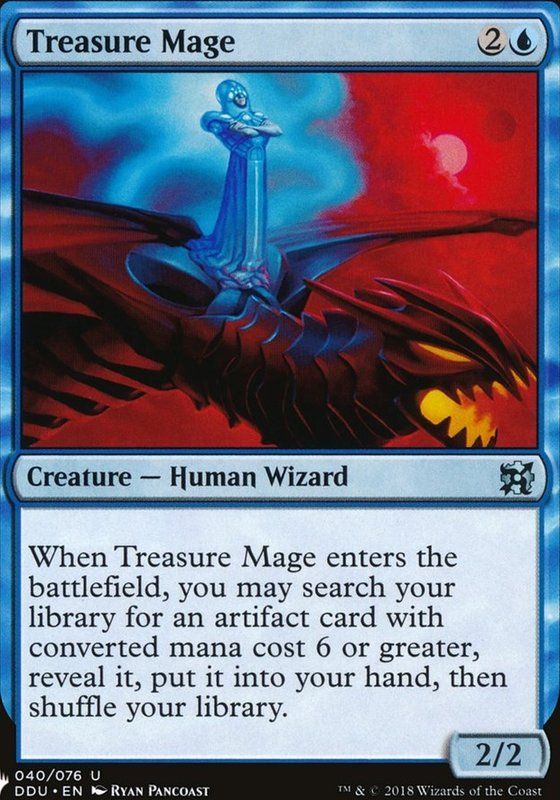 Treasure Mage 2
Creature — Human Wizard
When Treasure Mage enters the
battlefield, you may search your
library for an artifact card with
converted mana cost 6 or greater,
reveal it, put it into your hand, then
shuffle your library.
2/2
040/076 U
DDU • EN Ryan Pancoast
™ & © 2018 Wizards of the Coast